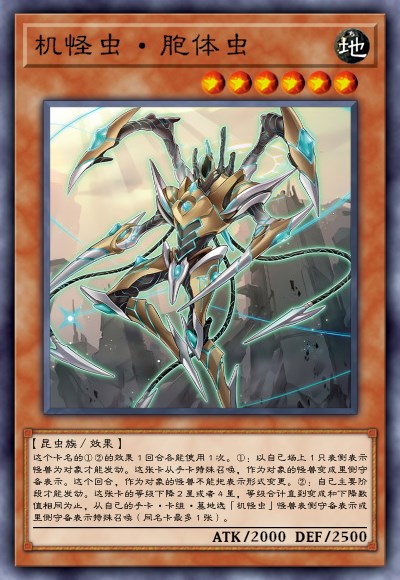 机怪虫·胞体虫
地
【昆虫族/效果】
这个卡名的①②的效果1回合各能使用1次。①：以自己场上1只表侧表示
怪兽为对象才能发动。这张卡从手卡特殊召唤，作为对象的怪兽变成里侧守
备表示。这个回合，作为对象的怪兽不能把表示形式变更。②：自己主要阶
段才能发动。这张卡的等级下降2星或者4星，等级合计直到变成和下降数
值相同为止，从自己的手卡·卡组·墓地选「机怪虫」怪兽表侧守备表示或
里侧守备表示特殊召唤（同名卡最多1张）。
ATK/2000 DEF/2500